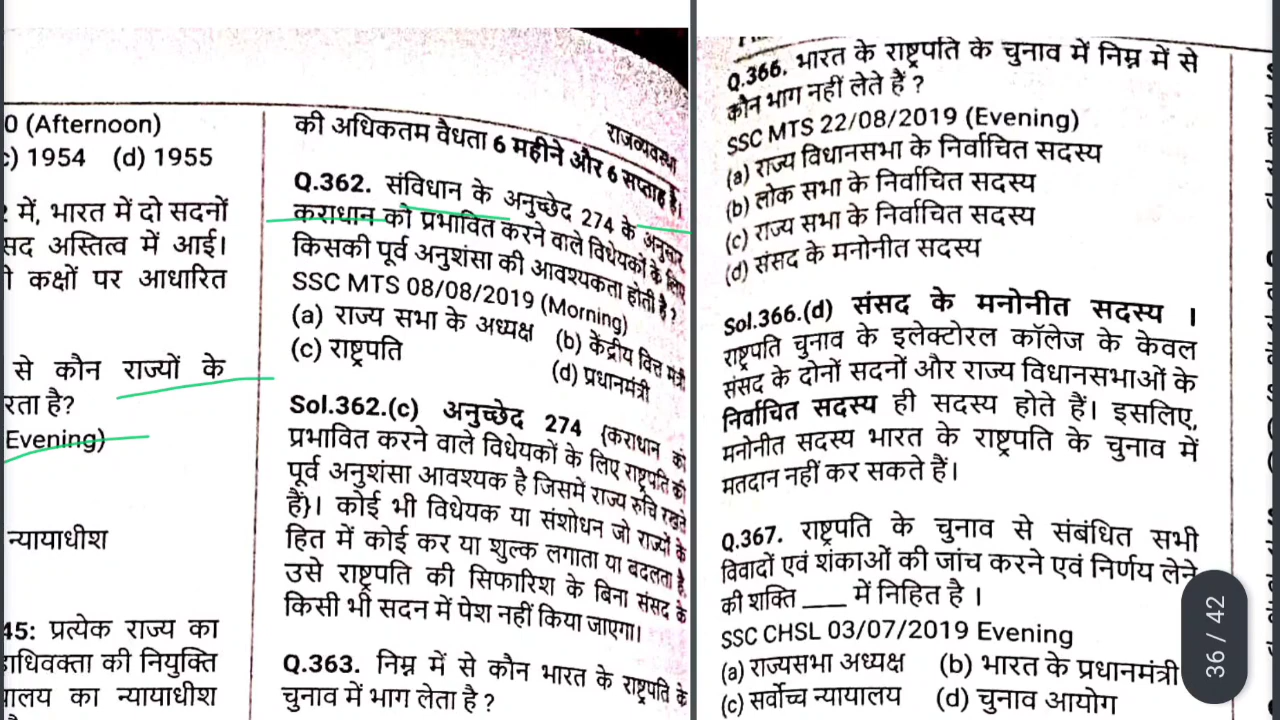 0 (Afternoon)
c) 1954 (d) 1955
में, भारत में दो सदनों
सद अस्तित्व में आई।
कक्षों पर आधारित
से कौन राज्यों के
रता है?
Evening)
न्यायाधीश
45: प्रत्येक राज्य का
हाधिवक्ता की नियुक्ति
यालय का न्यायाधीश
राजव्यवस्था
की अधिकतम वैधता 6 महीने और 6 सप्ताह है।
Q.362. संविधान के अनुच्छेद 274 के अनुसार
कराधान को प्रभावित करने वाले विधेयकों के लिए
किसकी पूर्व अनुशंसा की आवश्यकता होती है?
SSC MTS 08/08/2019 (Morning)
(a) राज्य सभा के अध्यक्ष (b) केंद्रीय वित्त मंत्री
(c) राष्ट्रपति (d) प्रधानमंत्री
Sol.362.(c) अनुच्छेद 274 {कराधान को
प्रभावित करने वाले विधेयकों के लिए राष्ट्रपति की
पूर्व अनुशंसा आवश्यक है जिसमें राज्य रुचि रखते
हैं}। कोई भी विधेयक या संशोधन जो राज्यों के
हित में कोई कर या शुल्क लगाता या बदलता है,
उसे राष्ट्रपति की सिफारिश के बिना संसद के
किसी भी सदन में पेश नहीं किया जाएगा।
Q.363. निम्न में से कौन भारत के राष्ट्रपति के
चुनाव में भाग लेता है ?
Q.366. भारत के राष्ट्रपति के चुनाव में निम्न में से
कौन भाग नहीं लेते हैं ?
SSC MTS 22/08/2019 (Evening)
(a) राज्य विधानसभा के निर्वाचित सदस्य
(b) लोक सभा के निर्वाचित सदस्य
(c) राज्य सभा के निर्वाचित सदस्य
(d) संसद के मनोनीत सदस्य
Sol.366.(d) संसद के मनोनीत सदस्य ।
राष्ट्रपति चुनाव के इलेक्टोरल कॉलेज के केवल
संसद के दोनों सदनों और राज्य विधानसभाओं के
निर्वाचित सदस्य ही सदस्य होते हैं। इसलिए,
मनोनीत सदस्य भारत के राष्ट्रपति के चुनाव में
मतदान नहीं कर सकते हैं।
Q.367. राष्ट्रपति के चुनाव से संबंधित सभी
विवादों एवं शंकाओं की जांच करने एवं निर्णय लेने
की शक्ति ____ में निहित है ।
SSC CHSL 03/07/2019 Evening
(a) राज्यसभा अध्यक्ष (b) भारत के प्रधानमंत्री
(c) सर्वोच्च न्यायालय (d) चुनाव आयोग
36 / 42